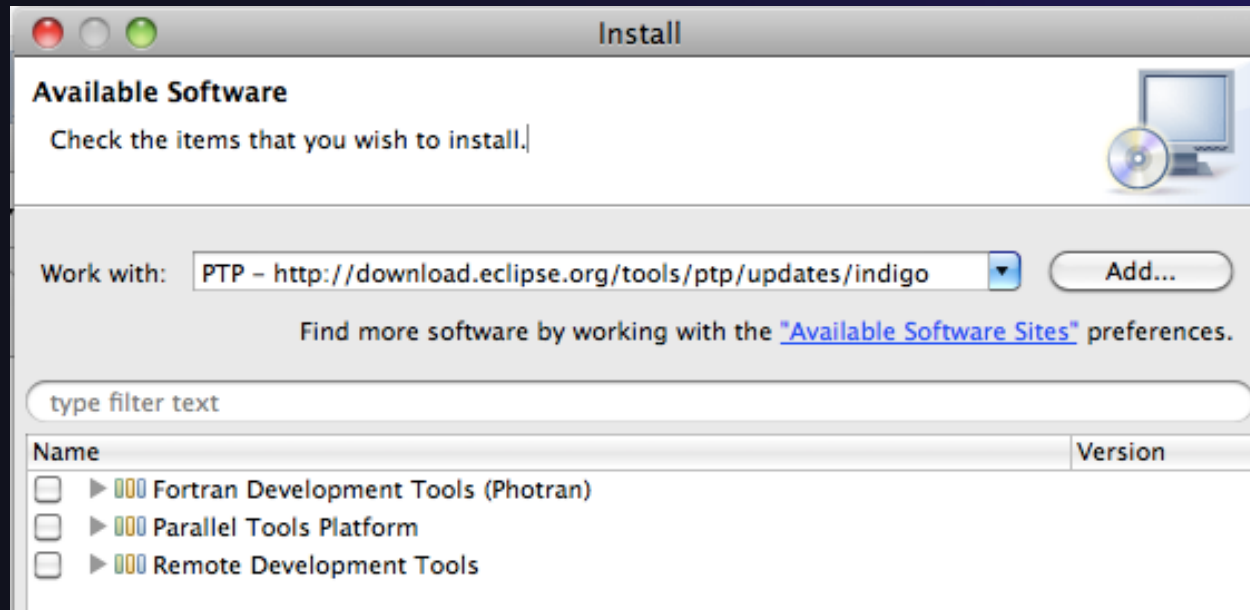 Install
Available Software
Check the items that you wish to install.
Work with: PTP – http://download.eclipse.org/tools/ptp/updates/indigo Add...
Find more software by working with the "Available Software Sites" preferences.
type filter text
Name Version
Fortran Development Tools (Photran)
Parallel Tools Platform
Remote Development Tools